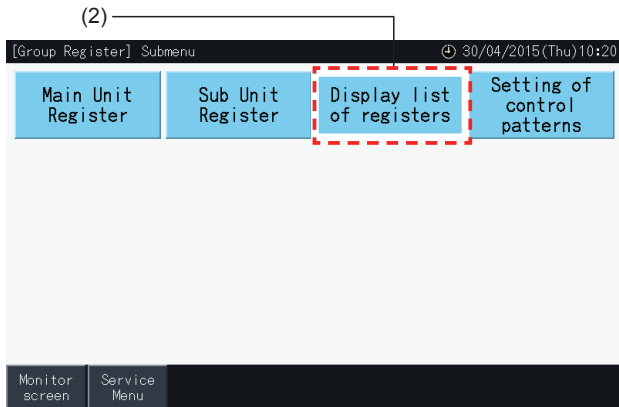 (2)
[Group Register] Submenu 30/04/2015(Thu)10:20
Main Unit
Register
Sub Unit
Register
Display list
of registers
Setting of
control
patterns
Monitor
screen
Service
Menu